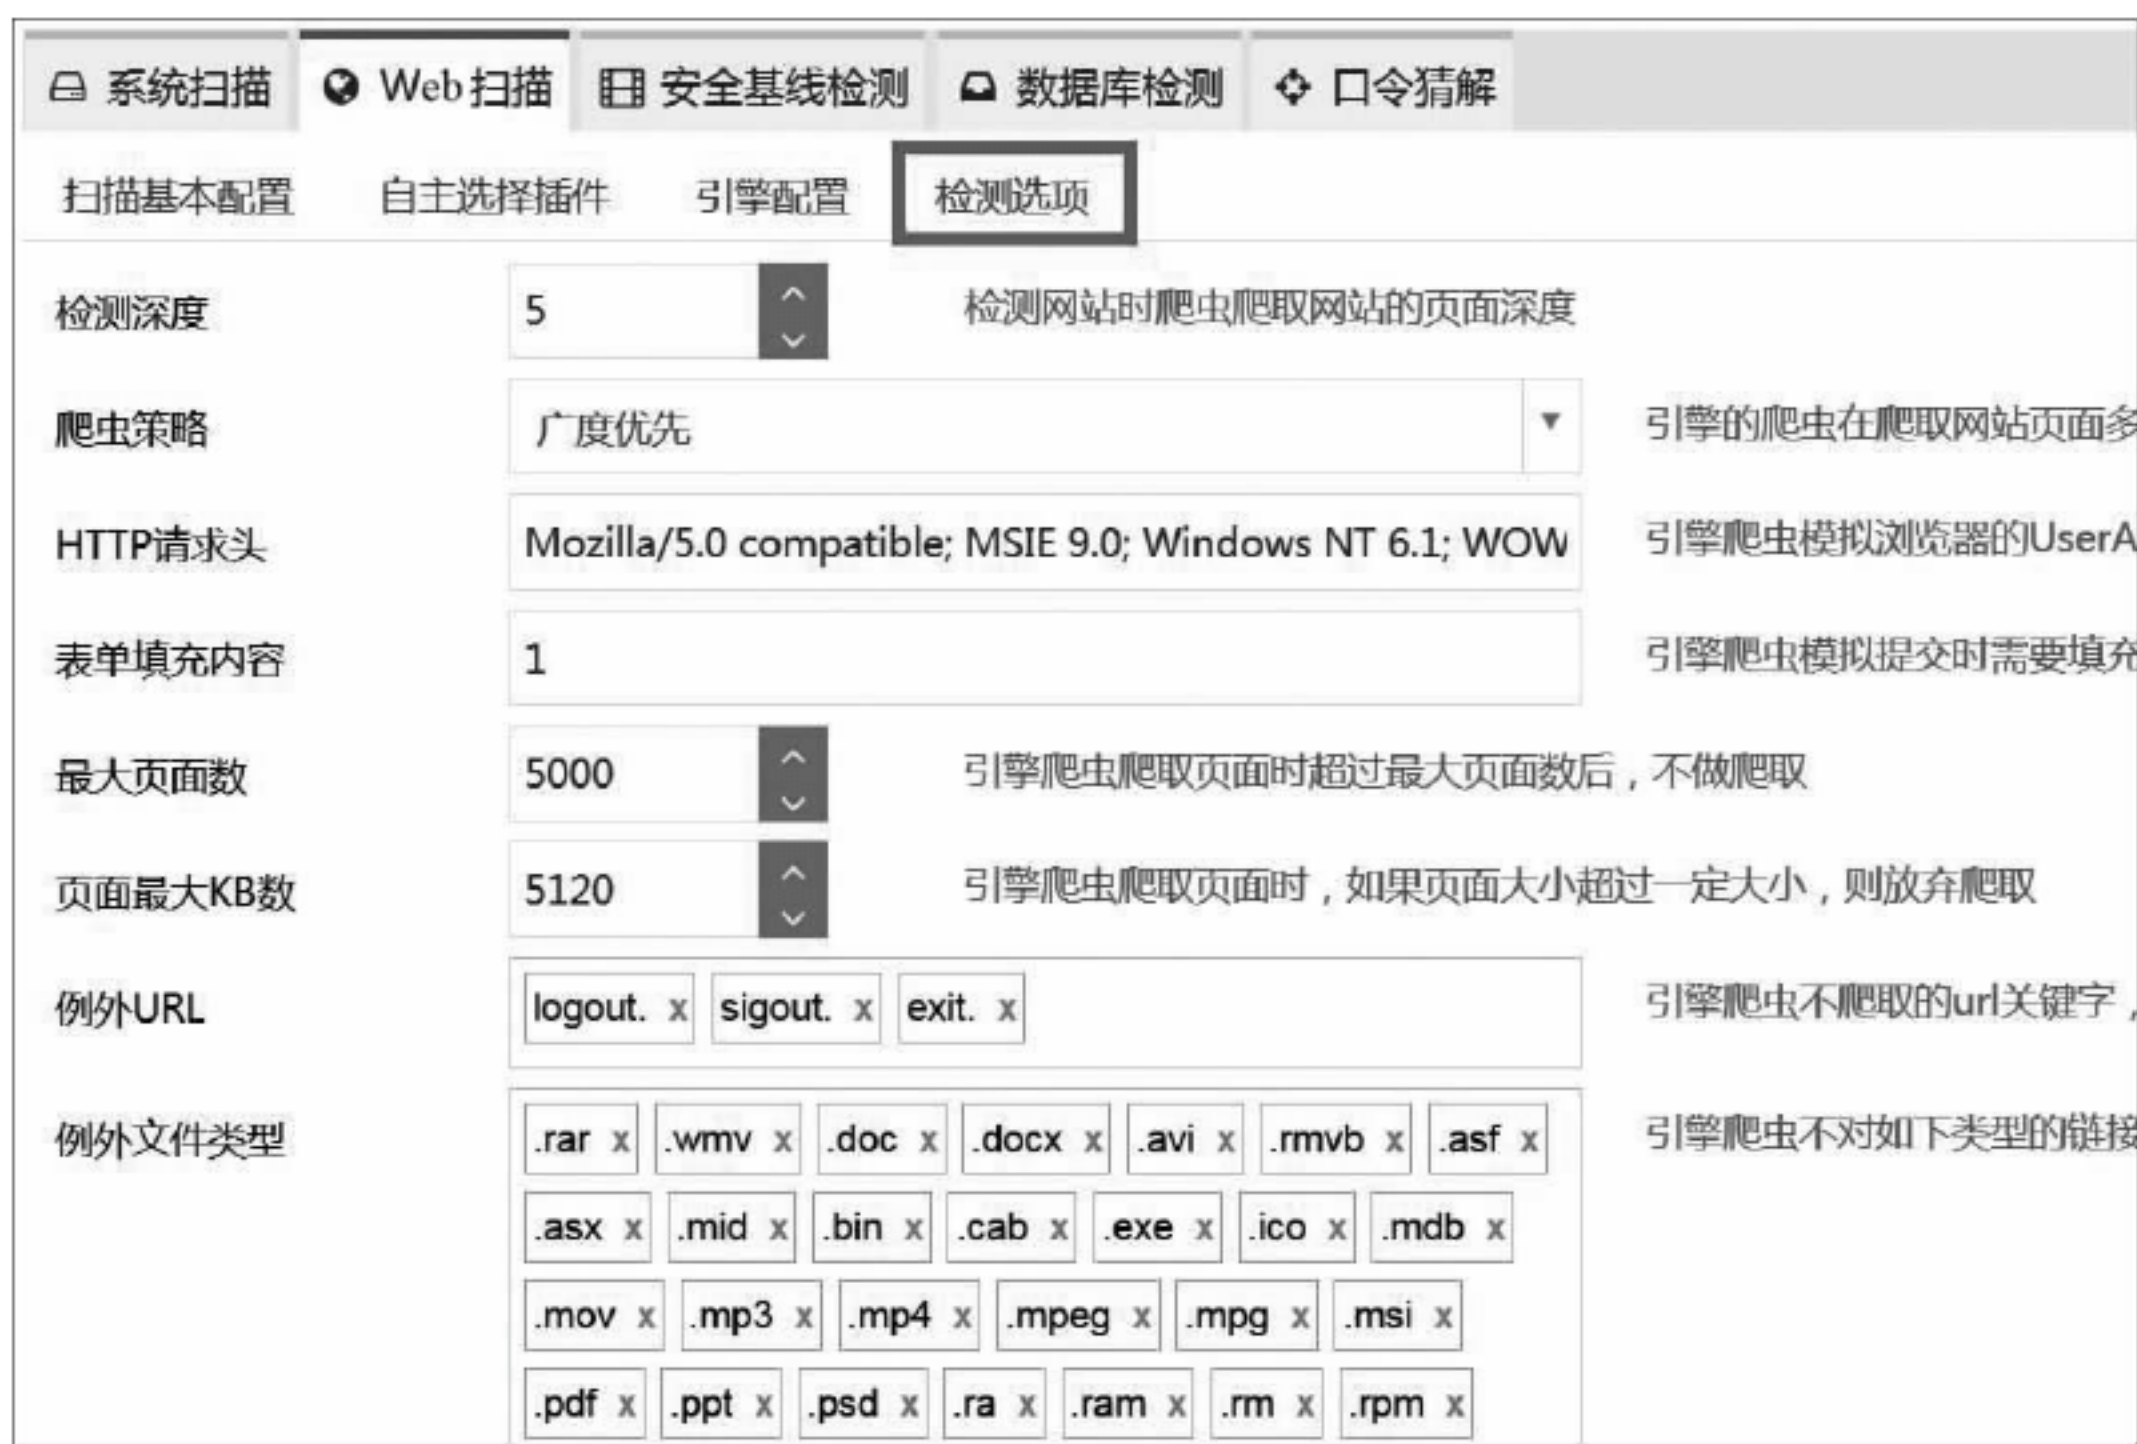 系统扫描 Web扫描 安全基线检测 数据库检测 口令猜解
扫描基本配置 自主选择插件 引擎配置 检测选项
检测深度 5 检测网站时爬虫爬取网站的页面深度
爬虫策略 广度优先 引擎的爬虫在爬取网站页面多
HTTP请求头 Mozilla/5.0 compatible; MSIE 9.0; Windows NT 6.1; WOW 引擎爬虫模拟浏览器的UserA
表单填充内容 1 引擎爬虫模拟提交时需要填充
最大页面数 5000 引擎爬虫爬取页面时超过最大页面数后，不做爬取
页面最大KB数 5120 引擎爬虫爬取页面时，如果页面大小超过一定大小，则放弃爬取
例外URL logout. x sigout. x exit. x 引擎爬虫不爬取的url关键字，
例外文件类型 .rar x .wmv x .doc x .docx x .avi x .rmvb x .asf x 引擎爬虫不对如下类型的链接
.asx x .mid x .bin x .cab x .exe x .ico x .mdb x
.mov x .mp3 x .mp4 x .mpeg x .mpg x .msi x
.pdf x .ppt x .psd x .ra x .ram x .rm x .rpm x